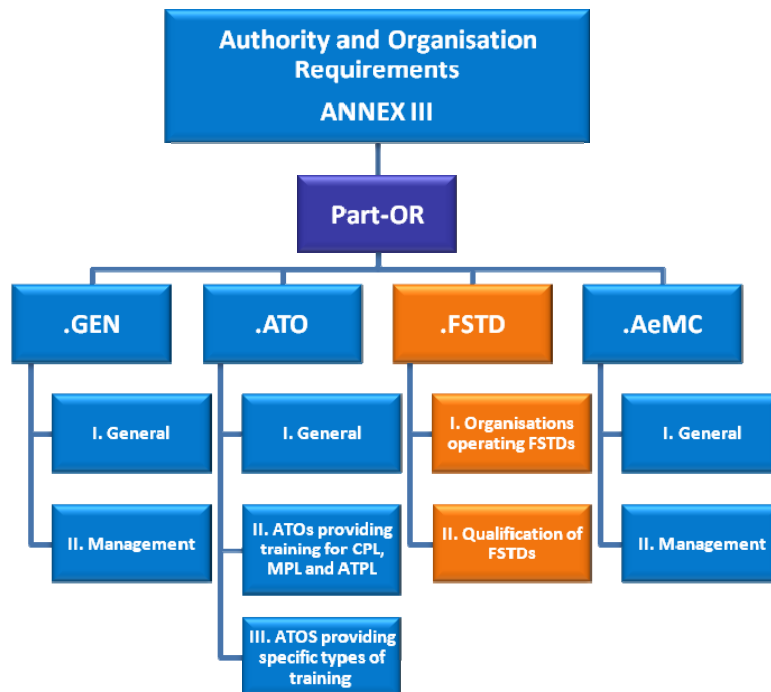 Authority and Organisation
Requirements
ANNEX III
Part-OR
.GEN
.ATO
.FSTD
.AeMC
I. General
II. Management
I. General
II. ATOs providing
training for CPL,
MPL and ATPL
III. ATOS providing
specific types of
training
I. Organisations
operating FSTDs
II. Qualification of
FSTDs
I. General
II. Management